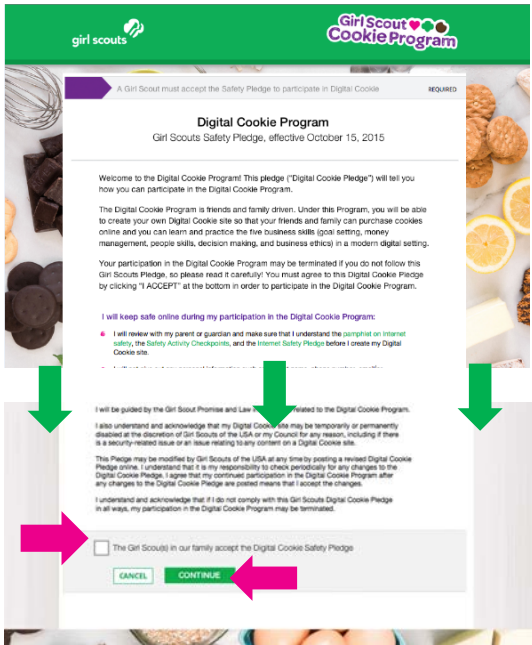 girl scouts
Girl Scout
Cookie Program
A Girl Scout must accept the Safety Pledge to participate in Digital Cookie
REQUIRED
Digital Cookie Program
Girl Scouts Safety Pledge, effective October 15, 2015
Welcome to the Digital Cookie Program! This pledge ("Digital Cookie Pledge") will tell you
how you can participate in the Digital Cookie Program.
The Digital Cookie Program is friends and family driven. Under this Program, you will be able
to create your own Digital Cookie site so that your friends and family can purchase cookies
online and you can learn and practice the five business skills (goal setting, money
management, people skills, decision making, and business ethics) in a modern digital setting.
Your participation in the Digital Cookie Program may be terminated if you do not follow this
Girl Scouts Pledge, so please read it carefully! You must agree to this Digital Cookie Pledge
by clicking "I ACCEPT" at the bottom in order to participate in the Digital Cookie Program.
I will keep safe online during my participation in the Digital Cookie Program:
I will review with my parent or guardian and make sure that I understand the pamphlet on internet
safety, the Safety Activity Checkpoints, and the Internet Safety Pledge before I create my Digital
Cookie site.
I will be guided by the Girl Scout Promise and Law in related to the Digital Cookie Program.
I also understand and acknowledge that my Digital Cookie site may be temporarily or permanently
disabled at the discretion of Girl Scouts of the USA or my Council for any reason, including if there
is a security-related issue or an issue relating to any content on a Digital Cookie site.
This Pledge may be modified by Girl Scouts of the USA at any time by posting a revised Digital Cookie
Pledge online. I understand that it is my responsibility to check periodically for any changes to the
Digital Cookie Pledge. I agree that my continued participation in the Digital Cookie Program after
any changes to the Digital Cookie Pledge are posted means that I accept the changes.
I understand and acknowledge that if I do not comply with this Girl Scouts Digital Cookie Pledge
in all ways, my participation in the Digital Cookie Program may be terminated.
The Girl Scout(s) in our family accept the Digital Cookie Safety Pledge
CANCEL
CONTINUE